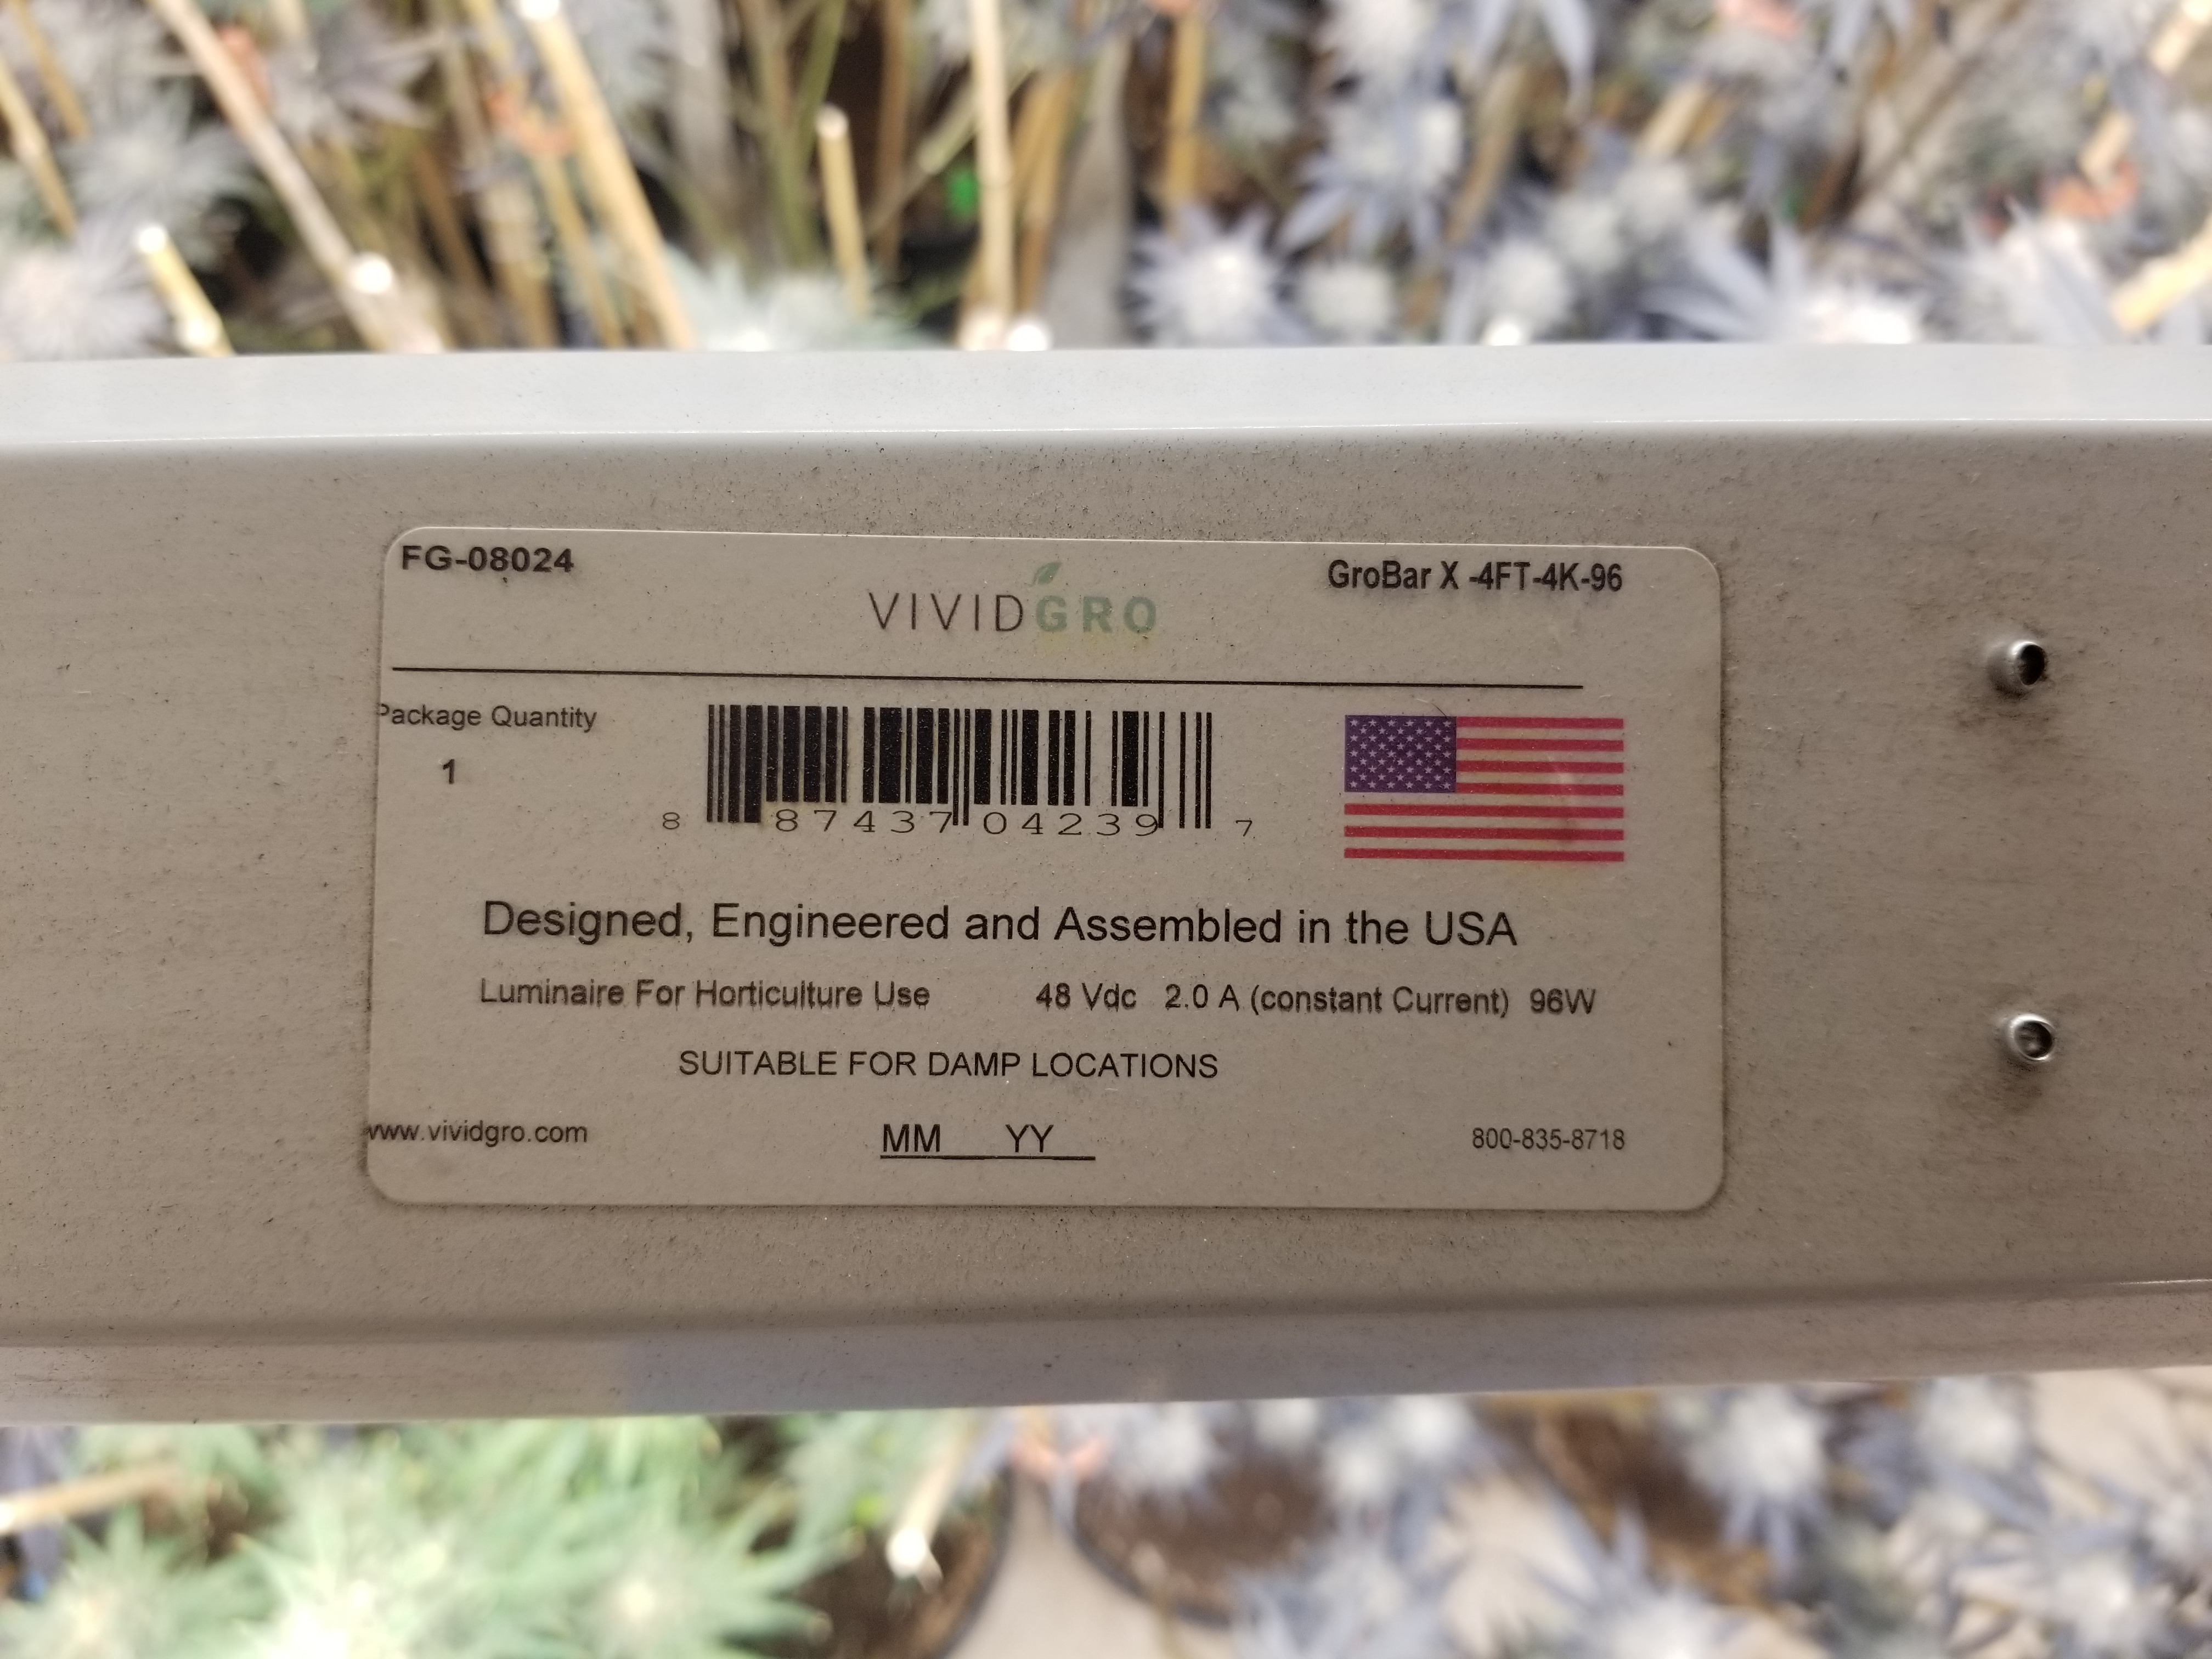 FG-08024
VIVIDGRO
GroBar X -4FT-4K-96
Package Quantity
1
8 87437 04239 7
Designed, Engineered and Assembled in the USA
Luminaire For Horticulture Use 48 Vdc 2.0 A (constant Current) 96W
SUITABLE FOR DAMP LOCATIONS
www.vividgro.com MM___YY__ 800-835-8718